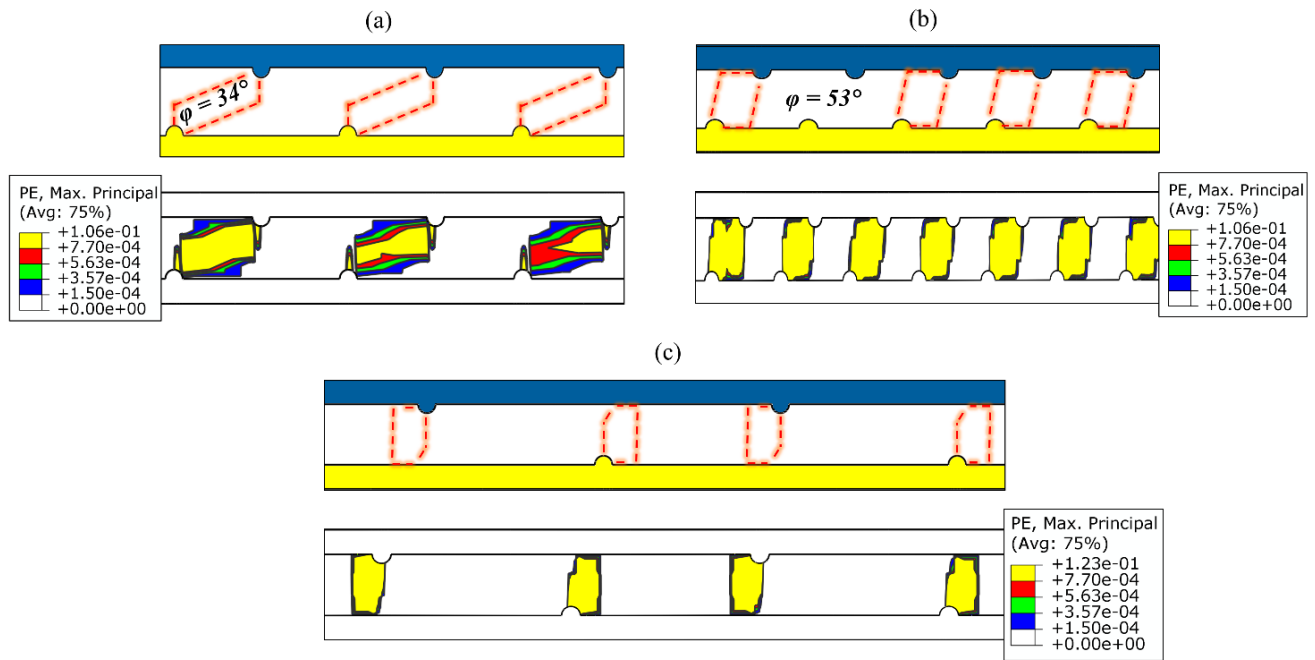 (a)
(b)
φ = 34°
φ = 53°
PE, Max. Principal
(Avg: 75%)
+1.06e-01
+7.70e-04
+5.63e-04
+3.57e-04
+1.50e-04
+0.00e+00
PE, Max. Principal
(Avg: 75%)
+1.06e-01
+7.70e-04
+5.63e-04
+3.57e-04
+1.50e-04
+0.00e+00
(c)
PE, Max. Principal
(Avg: 75%)
+1.23e-01
+7.70e-04
+5.63e-04
+3.57e-04
+1.50e-04
+0.00e+00